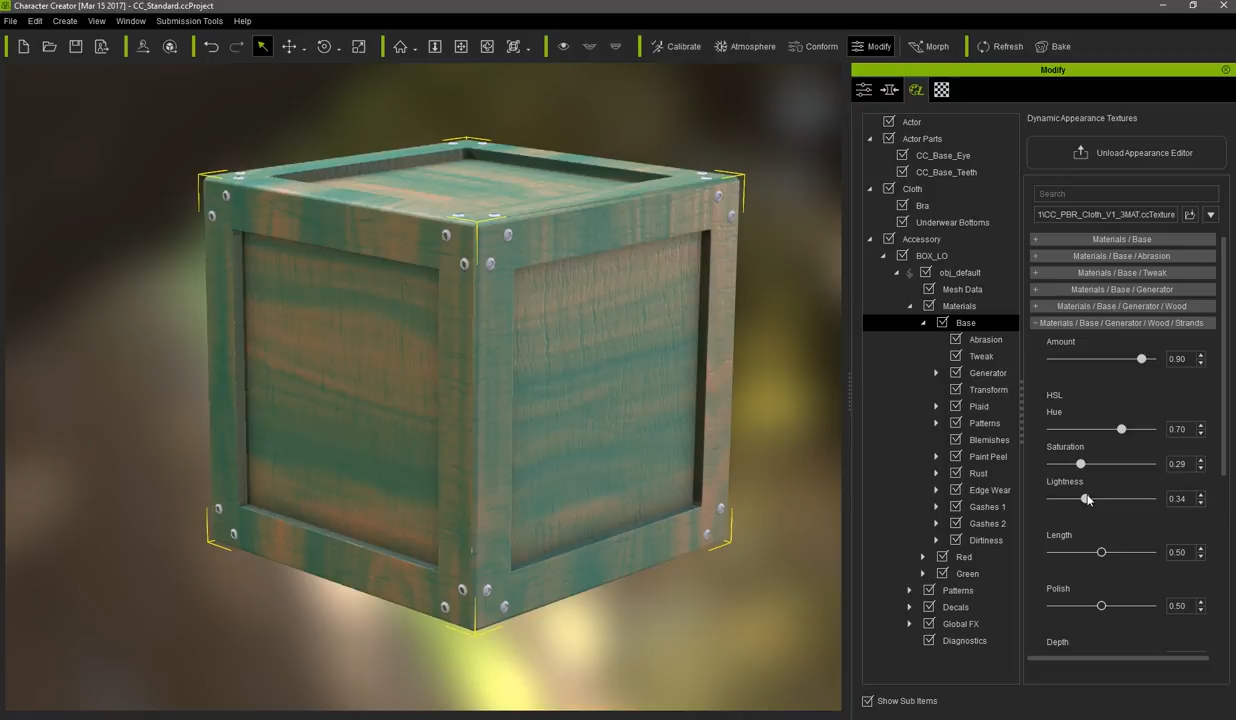 Character Creator [Mar 15 2017] - CC_Standard.ccProject
File Edit Create View Window Submission Tools Help
Calibrate Atmosphere Conform Modify Morph Refresh Bake
Modify
Actor
Actor Parts
CC_Base_Eye
CC_Base_Teeth
Cloth
Bra
Underwear Bottoms
Accessory
BOX_LO
obj_default
Mesh Data
Materials
Base
Abrasion
Tweak
Generator
Transform
Plaid
Patterns
Blemishes
Paint Peel
Rust
Edge Wear
Gashes 1
Gashes 2
Dirtiness
Red
Green
Patterns
Decals
Global FX
Diagnostics
Show Sub Items
Dynamic Appearance Textures
Unload Appearance Editor
Search
1\CC_PBR_Cloth_V1_3MAT.ccTexture
+ Materials / Base
+ Materials / Base / Abrasion
+ Materials / Base / Tweak
+ Materials / Base / Generator
+ Materials / Base / Generator / Wood
- Materials / Base / Generator / Wood / Strands
Amount
0.90
HSL
Hue
0.70
Saturation
0.29
Lightness
0.34
Length
0.50
Polish
0.50
Depth